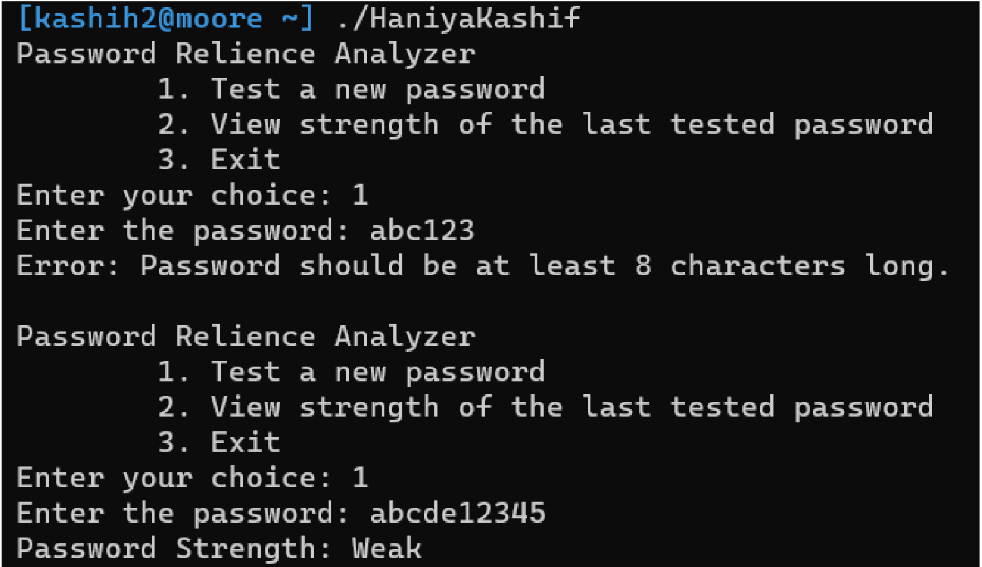 [kashih2@moore ~] ./HaniyaKashif
Password Relience Analyzer
1. Test a new password
2. View strength of the last tested password
3. Exit
Enter your choice: 1
Enter the password: abc123
Error: Password should be at least 8 characters long.
Password Relience Analyzer
1. Test a new password
2. View strength of the last tested password
3. Exit
Enter your choice: 1
Enter the password: abcde12345
Password Strength: Weak